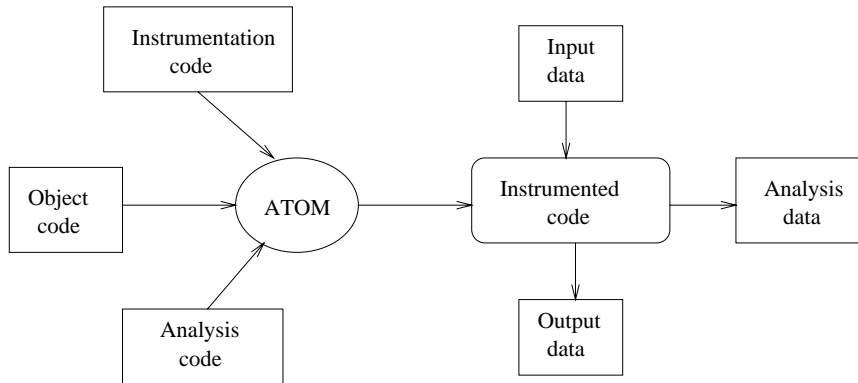 Instrumentation
code
Input
data
Object
code
ATOM
Instrumented
code
Analysis
data
Analysis
code
Output
data